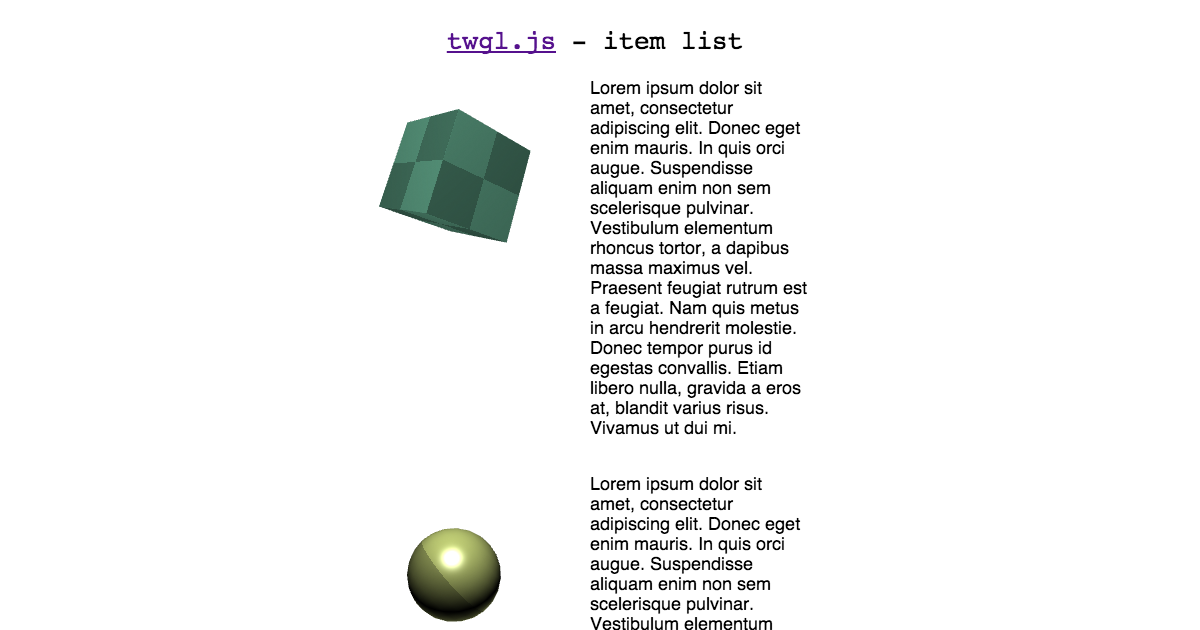 twgl.js - item list
Lorem ipsum dolor sit
amet, consectetur
adipiscing elit. Donec eget
enim mauris. In quis orci
augue. Suspendisse
aliquam enim non sem
scelerisque pulvinar.
Vestibulum elementum
rhoncus tortor, a dapibus
massa maximus vel.
Praesent feugiat rutrum est
a feugiat. Nam quis metus
in arcu hendrerit molestie.
Donec tempor purus id
egestas convallis. Etiam
libero nulla, gravida a eros
at, blandit varius risus.
Vivamus ut dui mi.
Lorem ipsum dolor sit
amet, consectetur
adipiscing elit. Donec eget
enim mauris. In quis orci
augue. Suspendisse
aliquam enim non sem
scelerisque pulvinar.
Vestibulum elementum